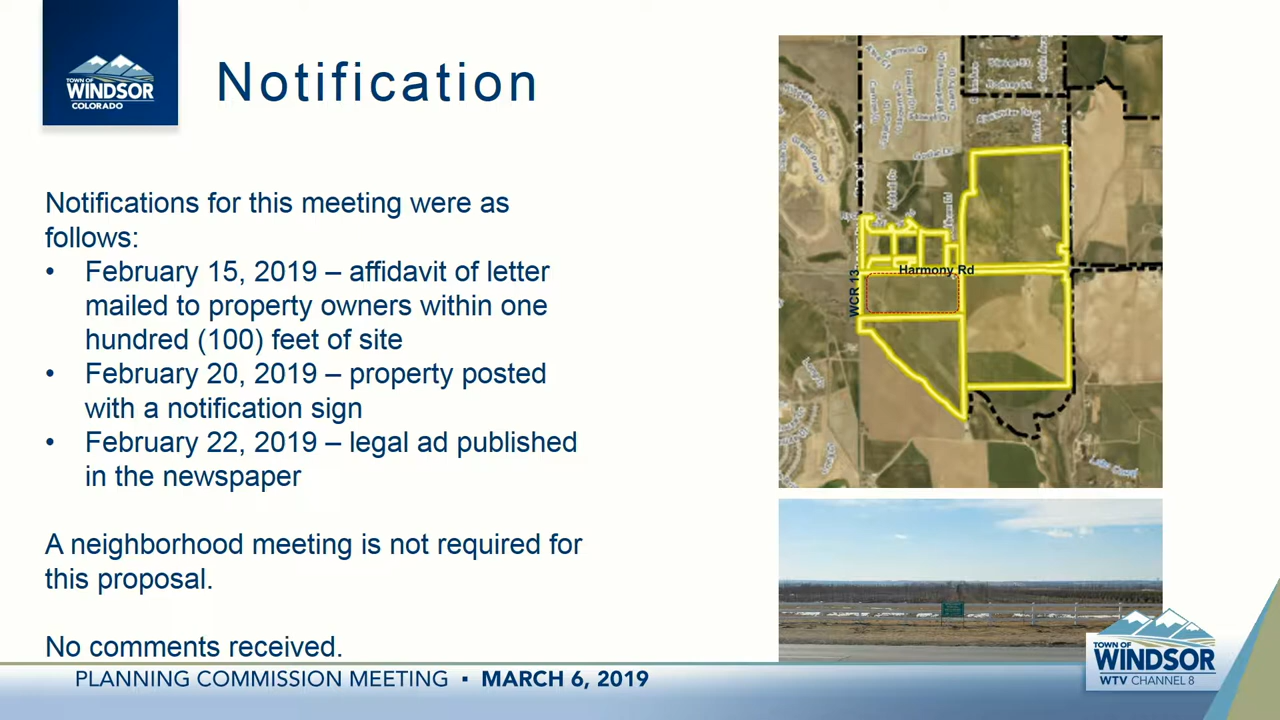 TOWN OF
WINDSOR
COLORADO
Notification
Notifications for this meeting were as
follows:
• February 15, 2019 – affidavit of letter
mailed to property owners within one
hundred (100) feet of site
• February 20, 2019 – property posted
with a notification sign
• February 22, 2019 – legal ad published
in the newspaper
A neighborhood meeting is not required for
this proposal.
No comments received.
Harmony Rd
WCR 13
PLANNING COMMISSION MEETING ▪ MARCH 6, 2019
TOWN OF
WINDSOR
WTV CHANNEL 8